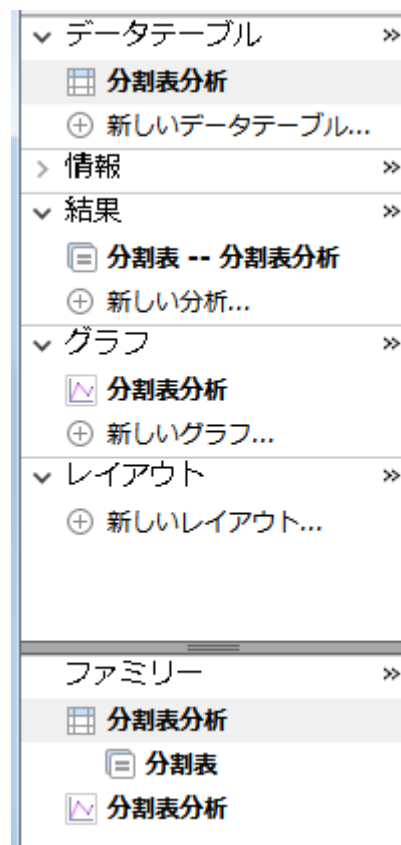 データテーブル »
分割表分析
新しいデータテーブル...
情報 »
結果 »
分割表 -- 分割表分析
新しい分析...
グラフ »
分割表分析
新しいグラフ...
レイアウト »
新しいレイアウト...
ファミリー »
分割表分析
分割表
分割表分析